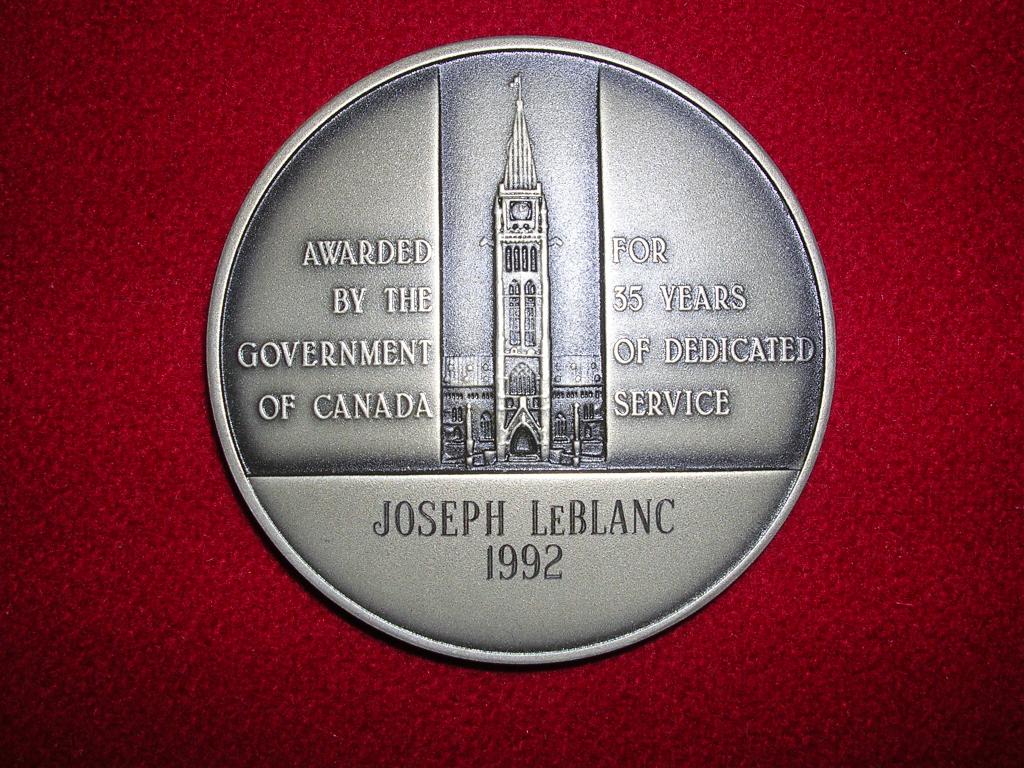 AWARDED
BY THE
GOVERNMENT
OF CANADA
FOR
35 YEARS
OF DEDICATED
SERVICE
JOSEPH LEBLANC
1992